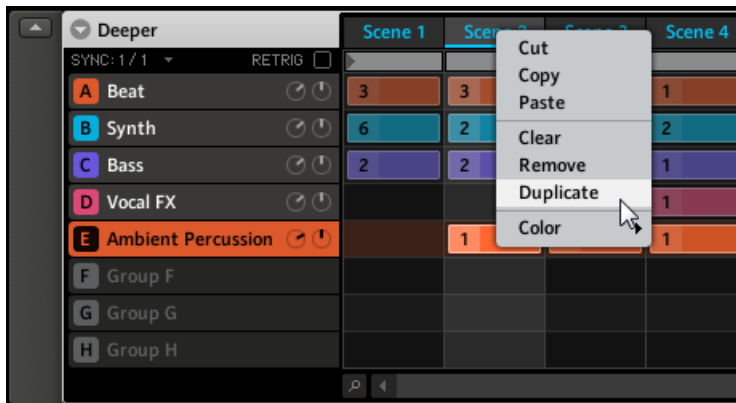 Deeper
Scene 1
Scene 4
SYNC: 1 / 1
RETRIG
A Beat
3
3
1
B Synth
6
2
2
C Bass
2
2
1
D Vocal FX
1
E Ambient Percussion
1
1
F Group F
G Group G
H Group H
Cut
Copy
Paste
Clear
Remove
Duplicate
Color